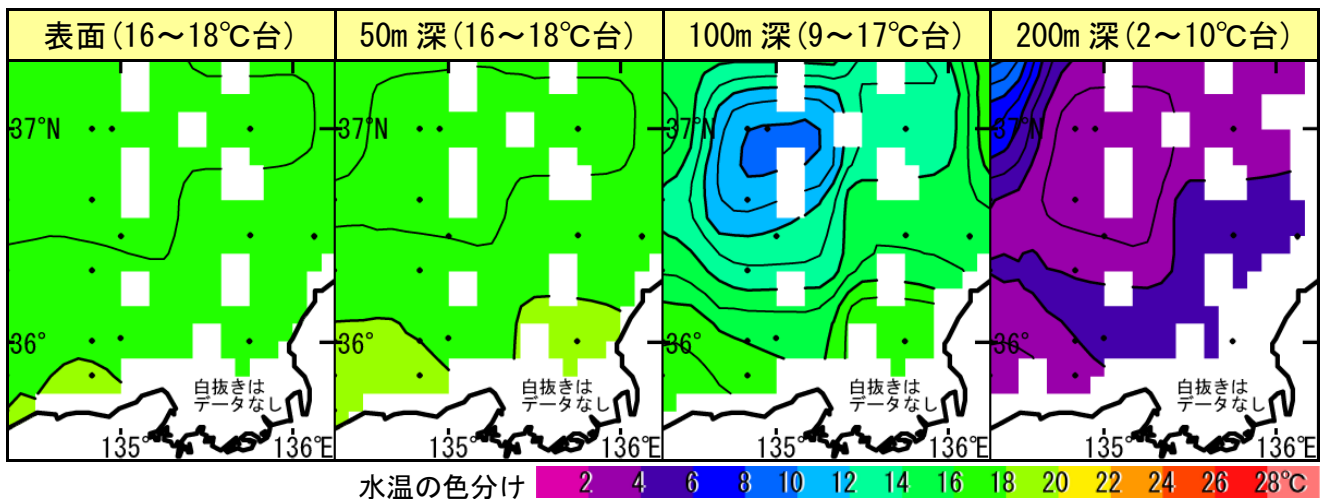 表面(16～18℃台)
50m 深(16～18℃台)
100m 深(9～17℃台)
200m 深(2～10℃台)
37°N
37°N
37°N
37°N
36°
36°
36°
36°
白抜きは
データなし
白抜きは
データなし
白抜きは
データなし
白抜きは
データなし
135°
136°E
135°
136°E
135°
136°E
135°
136°E
水温の色分け
2 4 6 8 10 12 14 16 18 20 22 24 26 28℃